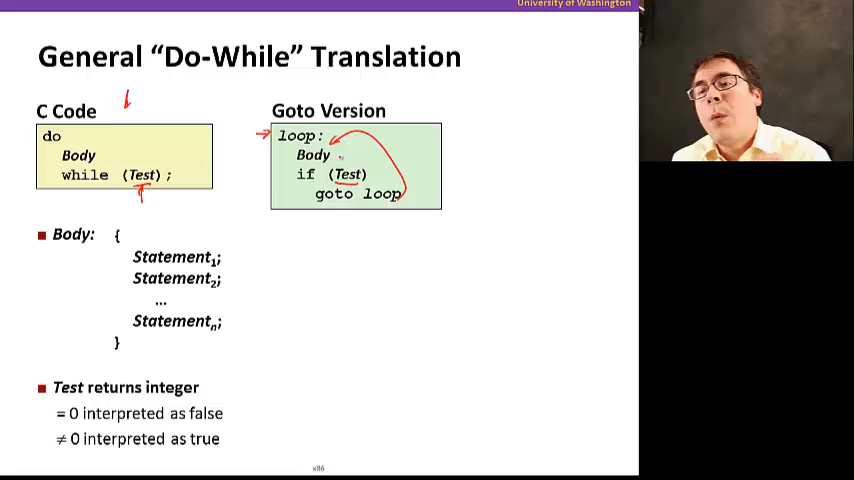 University of Washington
General “Do-While” Translation
C Code
do
Body
while (Test);
Goto Version
loop:
Body
if (Test)
goto loop
Body: {
Statement1;
Statement2;
...
Statementn;
}
Test returns integer
= 0 interpreted as false
≠ 0 interpreted as true
x86